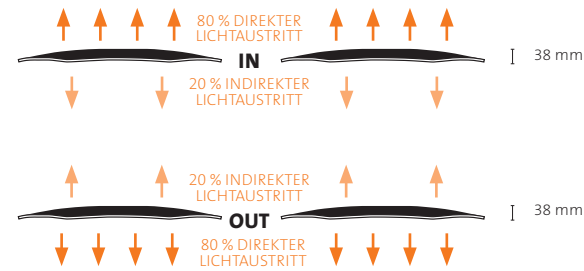 80 % DIREKTER
LICHTAUSTRITT
IN
38 mm
20 % INDIREKTER
LICHTAUSTRITT
20 % INDIREKTER
LICHTAUSTRITT
OUT
38 mm
80 % DIREKTER
LICHTAUSTRITT